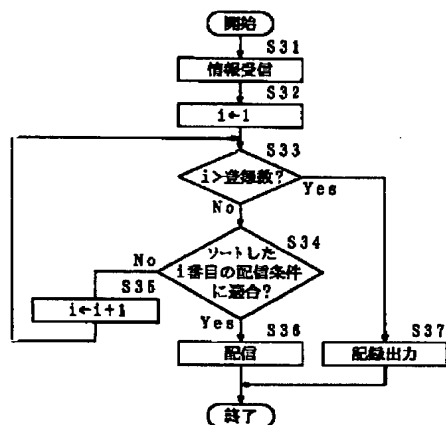 開始
S31
情報受信
S32
i←1
S33
i>登録数?
Yes
No
S34
ソートした
i番目の配信条件
に適合?
No
S35
i←i+1
Yes
S36
配信
S37
記録出力
終了